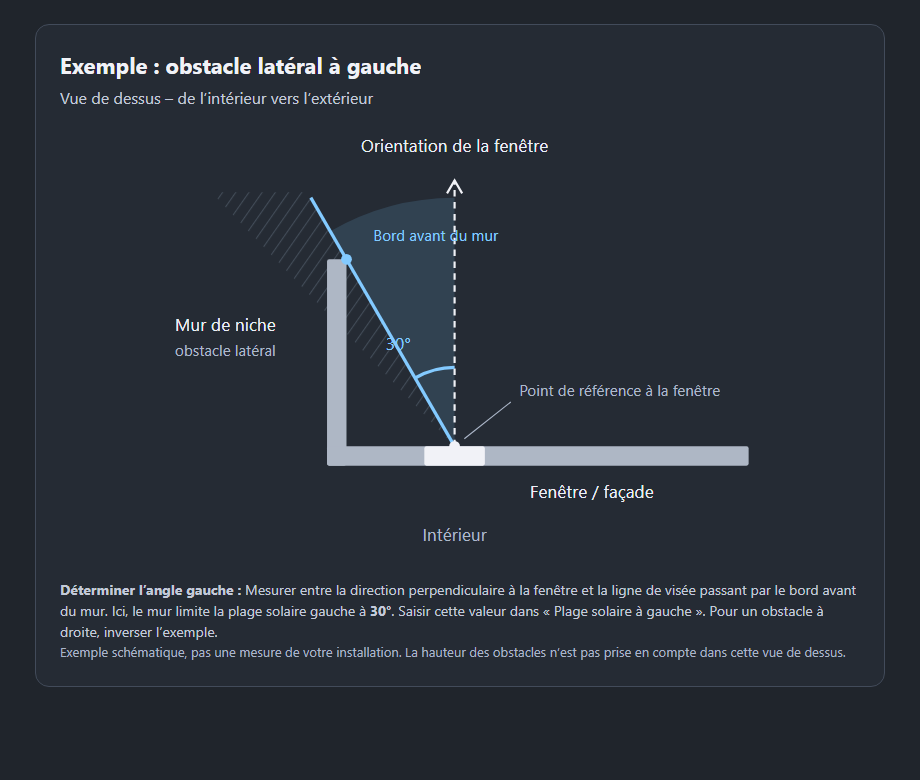 Exemple : obstacle latéral à gauche
Vue de dessus – de l’intérieur vers l’extérieur
Orientation de la fenêtre
Bord avant du mur
Mur de niche
obstacle latéral
30°
Point de référence à la fenêtre
Fenêtre / façade
Intérieur
Déterminer l’angle gauche : Mesurer entre la direction perpendiculaire à la fenêtre et la ligne de visée passant par le bord avant
du mur. Ici, le mur limite la plage solaire gauche à 30°. Saisir cette valeur dans « Plage solaire à gauche ». Pour un obstacle à
droite, inverser l’exemple.
Exemple schématique, pas une mesure de votre installation. La hauteur des obstacles n’est pas prise en compte dans cette vue de dessus.